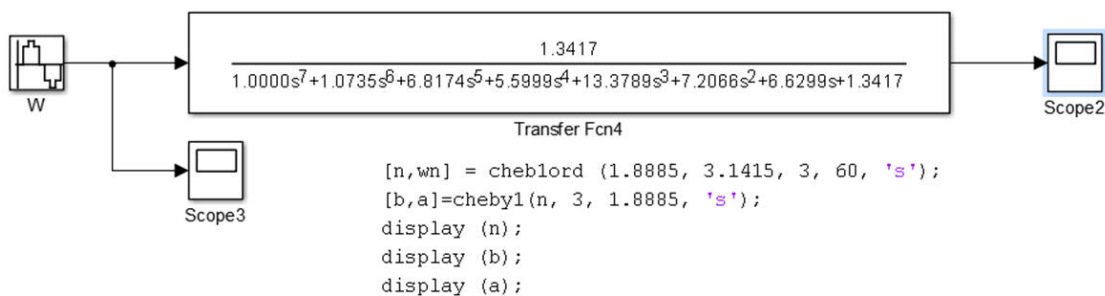 1.3417
1.0000s7+1.0735s6+6.8174s5+5.5999s4+13.3789s3+7.2066s2+6.6299s+1.3417
W
Scope2
Transfer Fcn4
Scope3
[n,wn] = cheb1ord (1.8885, 3.1415, 3, 60, 's');
[b,a]=cheby1(n, 3, 1.8885, 's');
display (n);
display (b);
display (a);